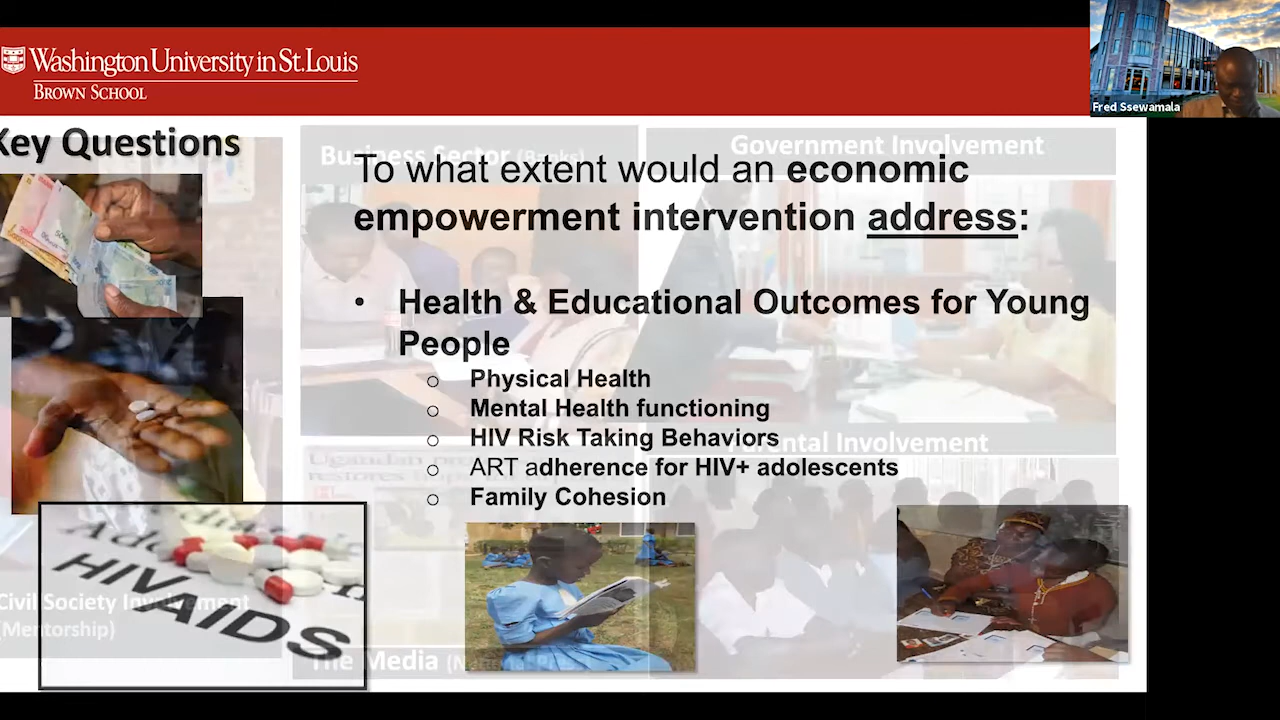 Washington University in St. Louis
BROWN SCHOOL
Fred Ssewamala
Key Questions
Business Sector (Banks)
Government Involvement
To what extent would an economic
empowerment intervention address:
• Health & Educational Outcomes for Young
People
o Physical Health
o Mental Health functioning
o HIV Risk Taking Behaviors
Parental Involvement
o ART adherence for HIV+ adolescents
o Family Cohesion
Ugandan
HIV
AIDS
Civil Society Involvement
(Mentorship)
The Media